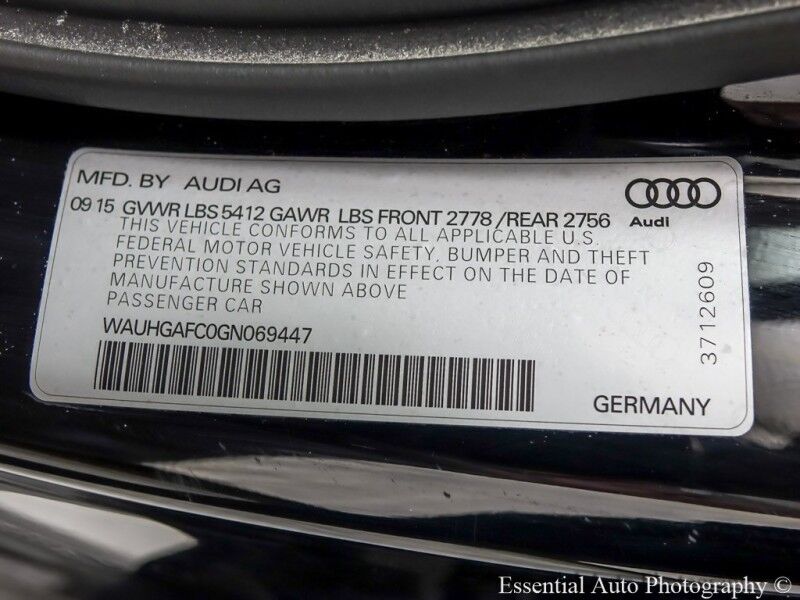 MFD. BY AUDI AG
09 15 GVWR LBS 5412 GAWR LBS FRONT 2778 /REAR 2756
Audi
THIS VEHICLE CONFORMS TO ALL APPLICABLE U.S.
FEDERAL MOTOR VEHICLE SAFETY, BUMPER AND THEFT
PREVENTION STANDARDS IN EFFECT ON THE DATE OF
MANUFACTURE SHOWN ABOVE
PASSENGER CAR
WAUHGAFC0GN069447
3712609
GERMANY
Essential Auto Photography ©